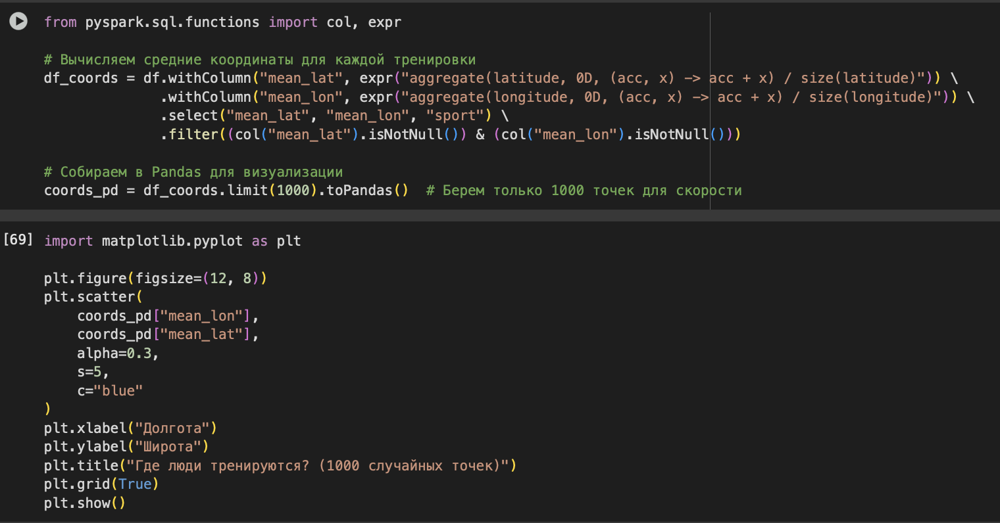 from pyspark.sql.functions import col, expr
# Вычисляем средние координаты для каждой тренировки
df_coords = df.withColumn("mean_lat", expr("aggregate(latitude, 0D, (acc, x) -> acc + x) / size(latitude)")) \
.withColumn("mean_lon", expr("aggregate(longitude, 0D, (acc, x) -> acc + x) / size(longitude)")) \
.select("mean_lat", "mean_lon", "sport") \
.filter((col("mean_lat").isNotNull()) & (col("mean_lon").isNotNull()))
# Собираем в Pandas для визуализации
coords_pd = df_coords.limit(1000).toPandas()  # Берем только 1000 точек для скорости
[69] import matplotlib.pyplot as plt
plt.figure(figsize=(12, 8))
plt.scatter(
coords_pd["mean_lon"],
coords_pd["mean_lat"],
alpha=0.3,
s=5,
c="blue"
)
plt.xlabel("Долгота")
plt.ylabel("Широта")
plt.title("Где люди тренируются? (1000 случайных точек)")
plt.grid(True)
plt.show()